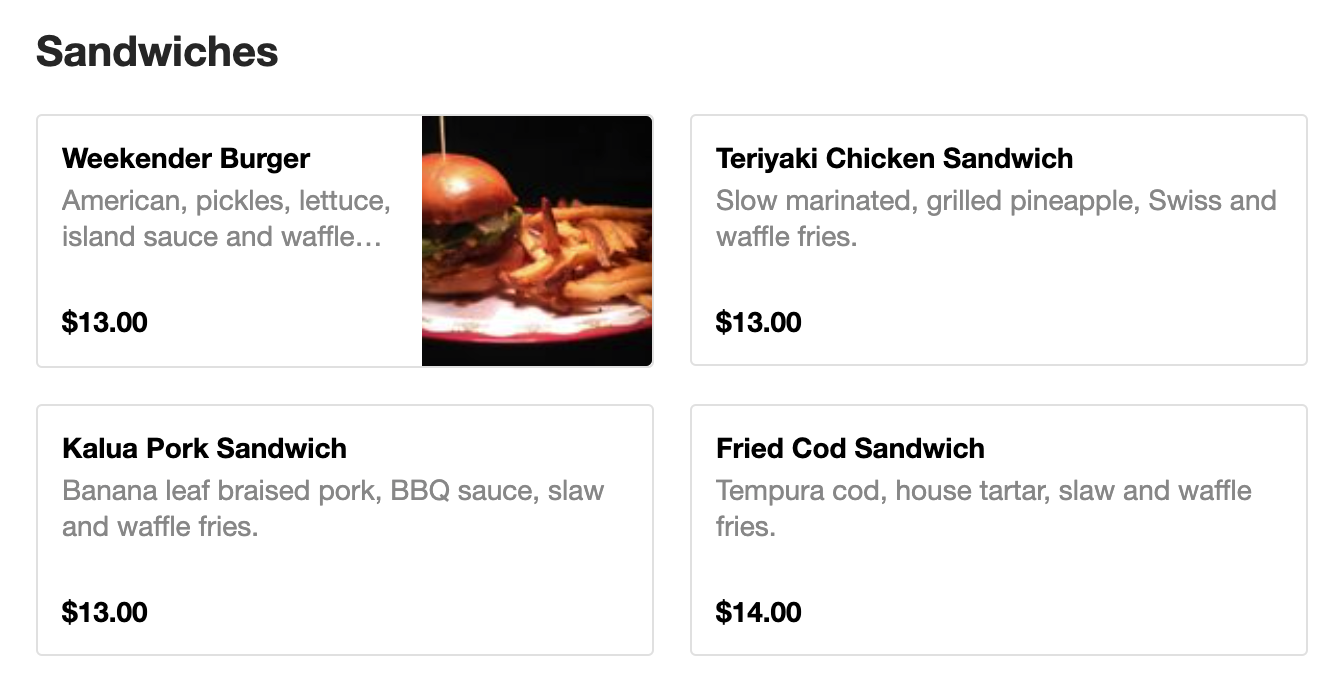 Sandwiches
Weekender Burger
American, pickles, lettuce,
island sauce and waffle…
$13.00
Teriyaki Chicken Sandwich
Slow marinated, grilled pineapple, Swiss and
waffle fries.
$13.00
Kalua Pork Sandwich
Banana leaf braised pork, BBQ sauce, slaw
and waffle fries.
$13.00
Fried Cod Sandwich
Tempura cod, house tartar, slaw and waffle
fries.
$14.00